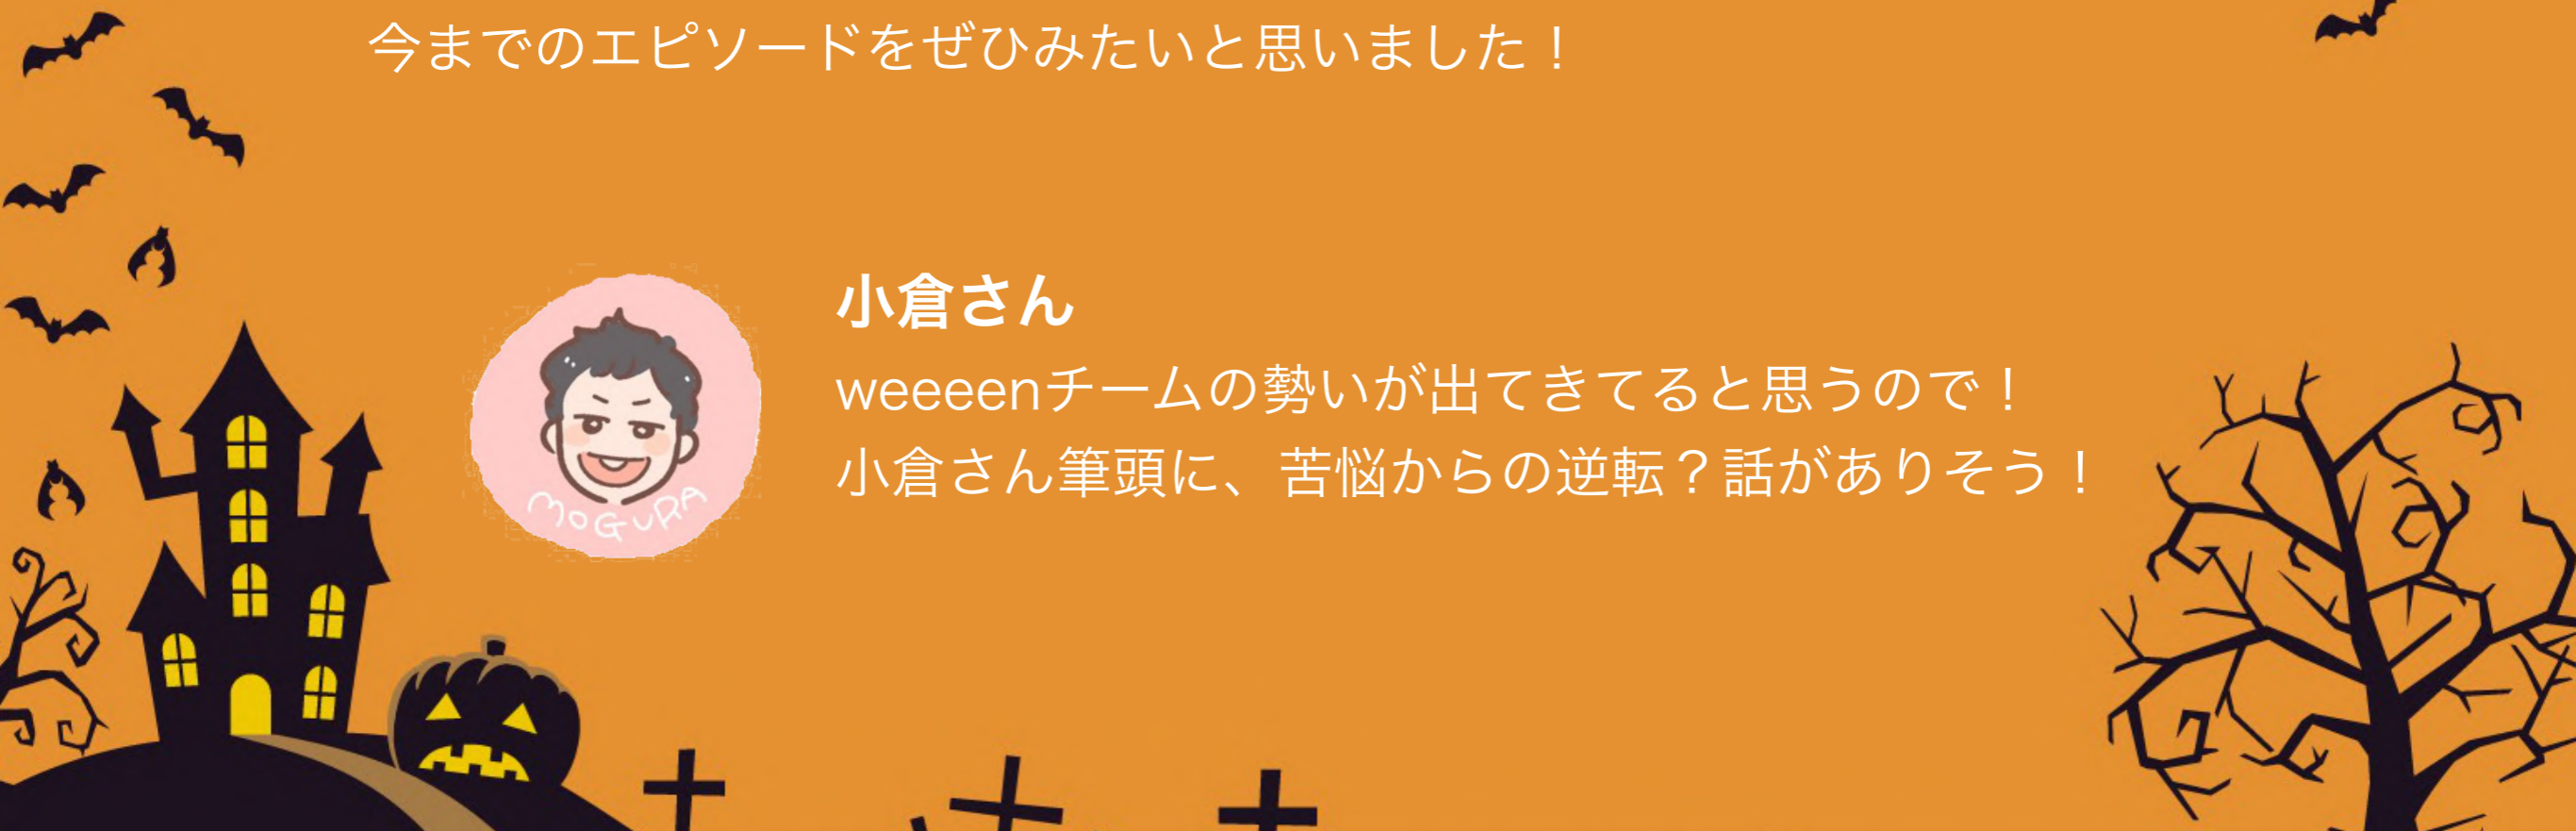 今までのエピソードをぜひみたいと思いました！
小倉さん
weeeenチームの勢いが出てきてると思うので！
小倉さん筆頭に、苦悩からの逆転？話がありそう！
MOGURA